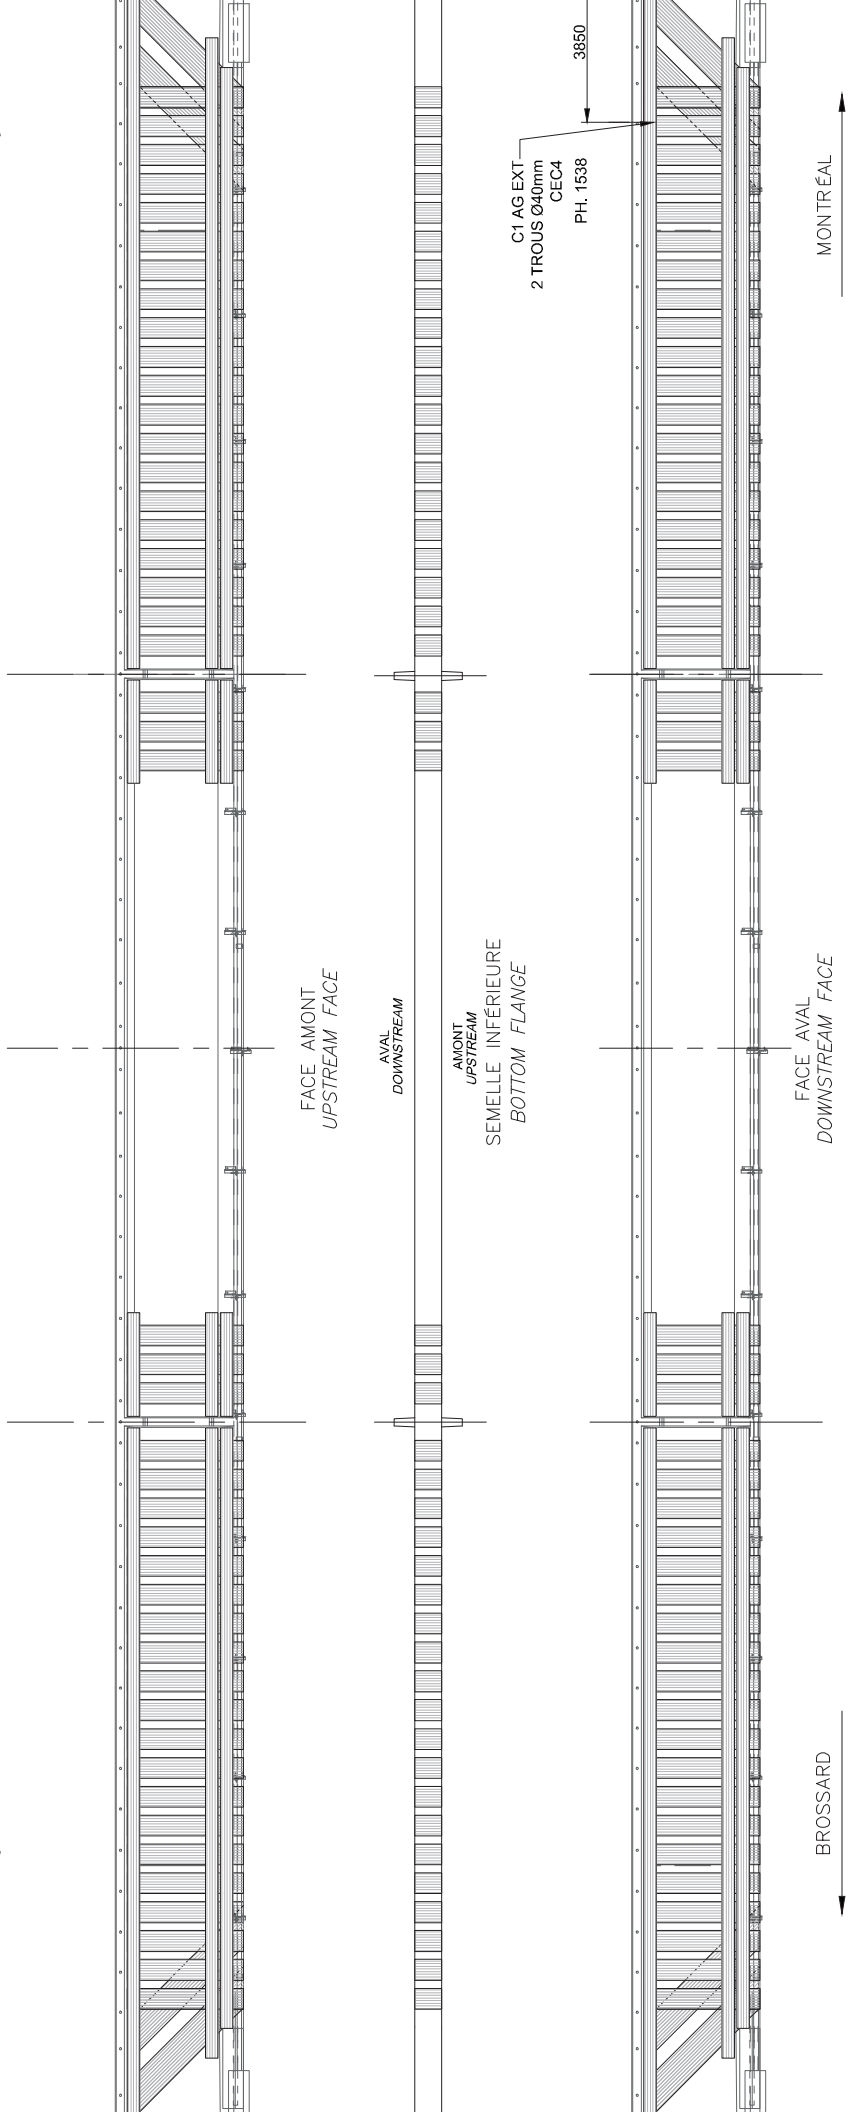 3850
C1 AG EXT
2 TROUS Ø40mm
CEC4
PH. 1538
MONTRÉAL
FACE AMONT
UPSTREAM FACE
AVAL
DOWNSTREAM
AMONT
UPSTREAM
SEMELLE INFÉRIEURE
BOTTOM FLANGE
FACE AVAL
DOWNSTREAM FACE
BROSSARD